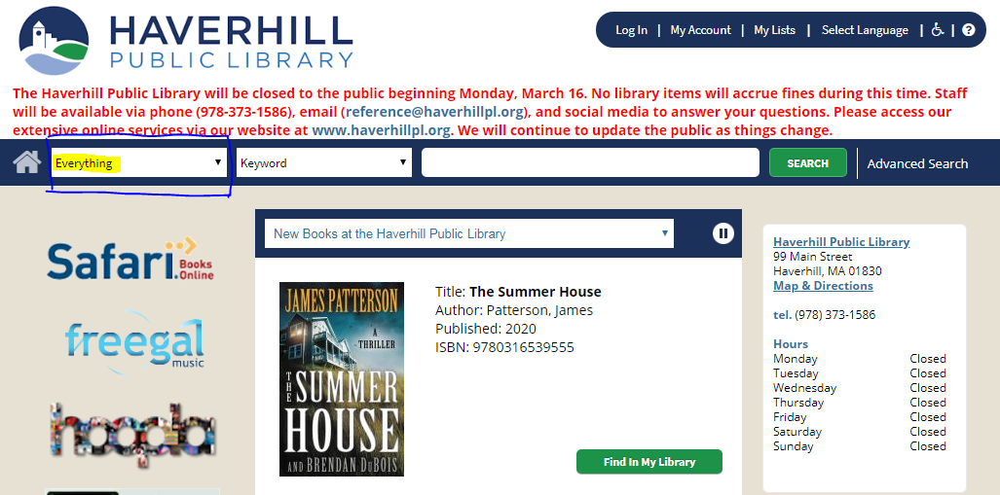 HAVERHILL
PUBLIC LIBRARY
Log In | My Account | My Lists | Select Language | | ?
The Haverhill Public Library will be closed to the public beginning Monday, March 16. No library items will accrue fines during this time. Staff
will be available via phone (978-373-1586), email (reference@haverhillpl.org), and social media to answer your questions. Please access our
extensive online services via our website at www.haverhillpl.org. We will continue to update the public as things change.
Everything Keyword SEARCH Advanced Search
Safari Books Online
freegal
music
hoopla
New Books at the Haverhill Public Library
JAMES PATTERSON
A
THRILLER
THE
SUMMER
HOUSE
AND BRENDAN DuBOIS
Title: The Summer House
Author: Patterson, James
Published: 2020
ISBN: 9780316539555
Find In My Library
Haverhill Public Library
99 Main Street
Haverhill, MA 01830
Map & Directions
tel. (978) 373-1586
Hours
Monday Closed
Tuesday Closed
Wednesday Closed
Thursday Closed
Friday Closed
Saturday Closed
Sunday Closed